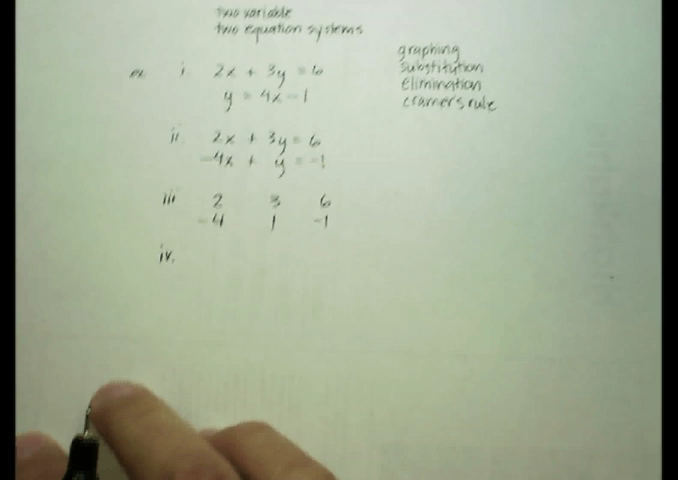 two variable
two equation systems
graphing
substitution
elimination
cramer's rule
ex i 2x + 3y = 6
y = 4x - 1
ii 2x + 3y = 6
-4x + y = -1
iii 2 3 6
-4 1 -1
iv.